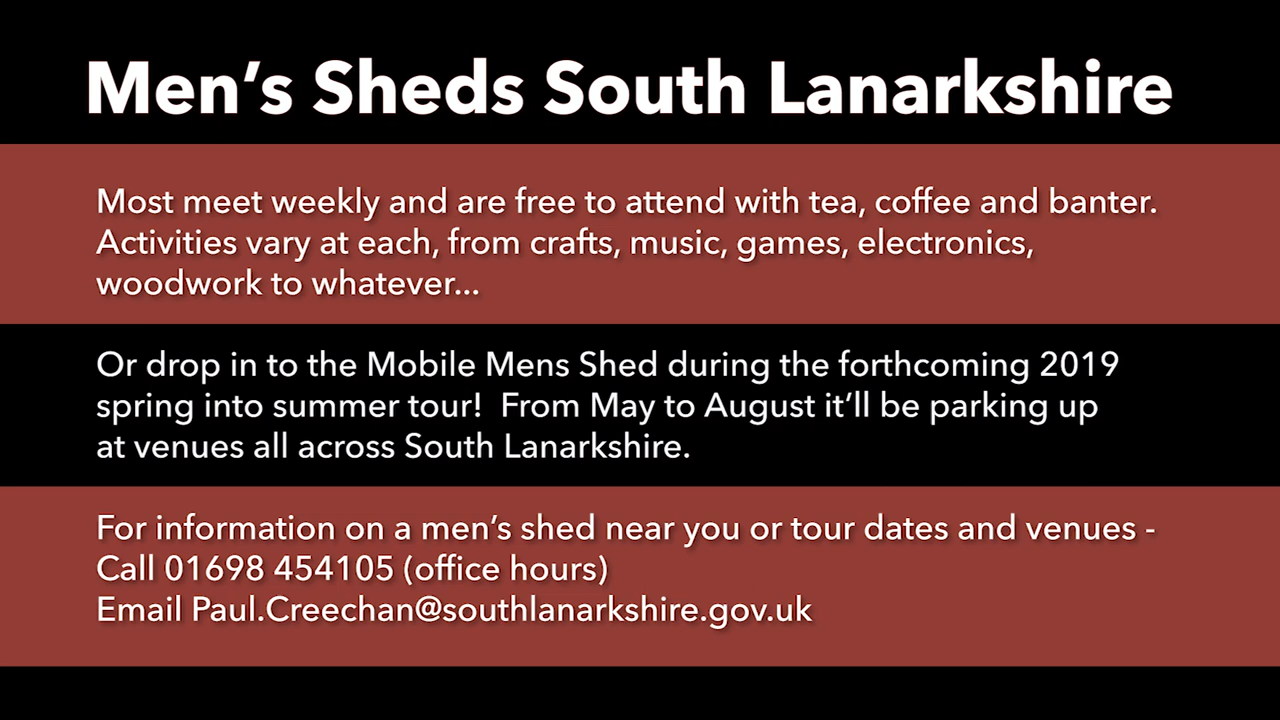 Men’s Sheds South Lanarkshire
Most meet weekly and are free to attend with tea, coffee and banter.
Activities vary at each, from crafts, music, games, electronics,
woodwork to whatever...
Or drop in to the Mobile Mens Shed during the forthcoming 2019
spring into summer tour!  From May to August it’ll be parking up
at venues all across South Lanarkshire.
For information on a men’s shed near you or tour dates and venues -
Call 01698 454105 (office hours)
Email Paul.Creechan@southlanarkshire.gov.uk